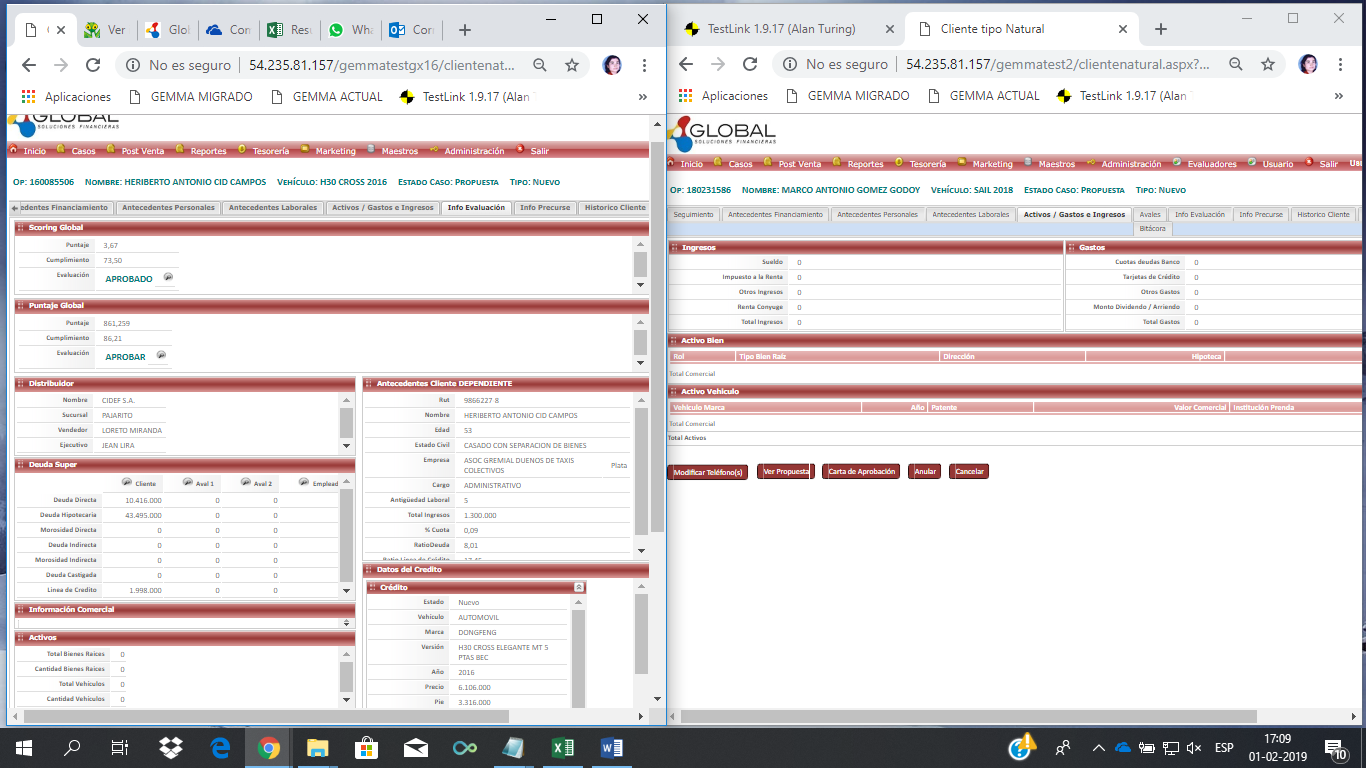 Ver
Glo
Cor
Res
Wha
Cor
No es seguro | 54.235.81.157/gemmatestgx16/clientenat...
Aplicaciones GEMMA MIGRADO GEMMA ACTUAL TestLink 1.9.17 (Alan »
GLOBAL
SOLUCIONES FINANCIERAS
Inicio Casos Post Venta Reportes Tesorería Marketing Maestros Administración Salir
Op: 160085506 Nombre: HERIBERTO ANTONIO CID CAMPOS Vehículo: H30 CROSS 2016 Estado Caso: Propuesta Tipo: Nuevo
edentes Financiamiento Antecedentes Personales Antecedentes Laborales Activos / Gastos e Ingresos Info Evaluación Info Precurse Historico Cliente
Scoring Global
Puntaje 3,67
Cumplimiento 73,50
Evaluación APROBADO
Puntaje Global
Puntaje 861,259
Cumplimiento 86,21
Evaluación APROBAR
Distribuidor
Nombre CIDEF S.A.
Sucursal PAJARITO
Vendedor LORETO MIRANDA
Ejecutivo JEAN LIRA
Deuda Super
Cliente Aval 1 Aval 2 Emplead
Deuda Directa 10.416.000 0 0
Deuda Hipotecaria 43.495.000 0 0
Morosidad Directa 0 0 0
Deuda Indirecta 0 0 0
Morosidad Indirecta 0 0 0
Deuda Castigada 0 0 0
Linea de Credito 1.998.000 0 0
Información Comercial
Activos
Total Bienes Raices 0
Cantidad Bienes Raices 0
Total Vehiculos 0
Cantidad Vehículos 0
Antecedentes Cliente DEPENDIENTE
Rut 9866227 8
Nombre HERIBERTO ANTONIO CID CAMPOS
Edad 53
Estado Civil CASADO CON SEPARACION DE BIENES
Empresa ASOC GREMIAL DUENOS DE TAXIS COLECTIVOS Plata
Cargo ADMINISTRATIVO
Antigüedad Laboral 5
Total Ingresos 1.300.000
% Cuota 0,09
RatioDeuda 8,01
Datos del Credito
Crédito
Estado Nuevo
Vehiculo AUTOMOVIL
Marca DONGFENG
Versión H30 CROSS ELEGANTE MT 5
PTAS BEC
Año 2016
Precio 6.106.000
Pie 3.316.000
TestLink 1.9.17 (Alan Turing)
Cliente tipo Natural
No es seguro | 54.235.81.157/gemmatest2/clientenatural.aspx?...
Aplicaciones GEMMA MIGRADO GEMMA ACTUAL TestLink 1.9.17 (Alan »
GLOBAL
SOLUCIONES FINANCIERAS
Inicio Casos Post Venta Reportes Tesorería Marketing Maestros Administración Evaluadores Usuario Salir
Op: 180231586 Nombre: MARCO ANTONIO GOMEZ GODOY Vehículo: SAIL 2018 Estado Caso: Propuesta Tipo: Nuevo
Seguimiento Antecedentes Financiamiento Antecedentes Personales Antecedentes Laborales Activos / Gastos e Ingresos Avales Info Evaluación Info Precurse Historico Cliente
Bitácora
Ingresos
Sueldo 0
Impuesto a la Renta 0
Otros Ingresos 0
Renta Conyuge 0
Total Ingresos 0
Gastos
Cuotas deudas Banco 0
Tarjetas de Crédito 0
Otros Gastos 0
Monto Dividendo / Arriendo 0
Total Gastos 0
Activo Bien
Rol Tipo Bien Raíz Dirección Hipoteca
Total Comercial
Activo Vehículo
Vehículo Marca Año Patente Valor Comercial Institución Prenda
Total Comercial
Total Activos
Modificar Teléfono(s) Ver Propuesta Carta de Aprobación Anular Cancelar
ESP
17:09
01-02-2019
10